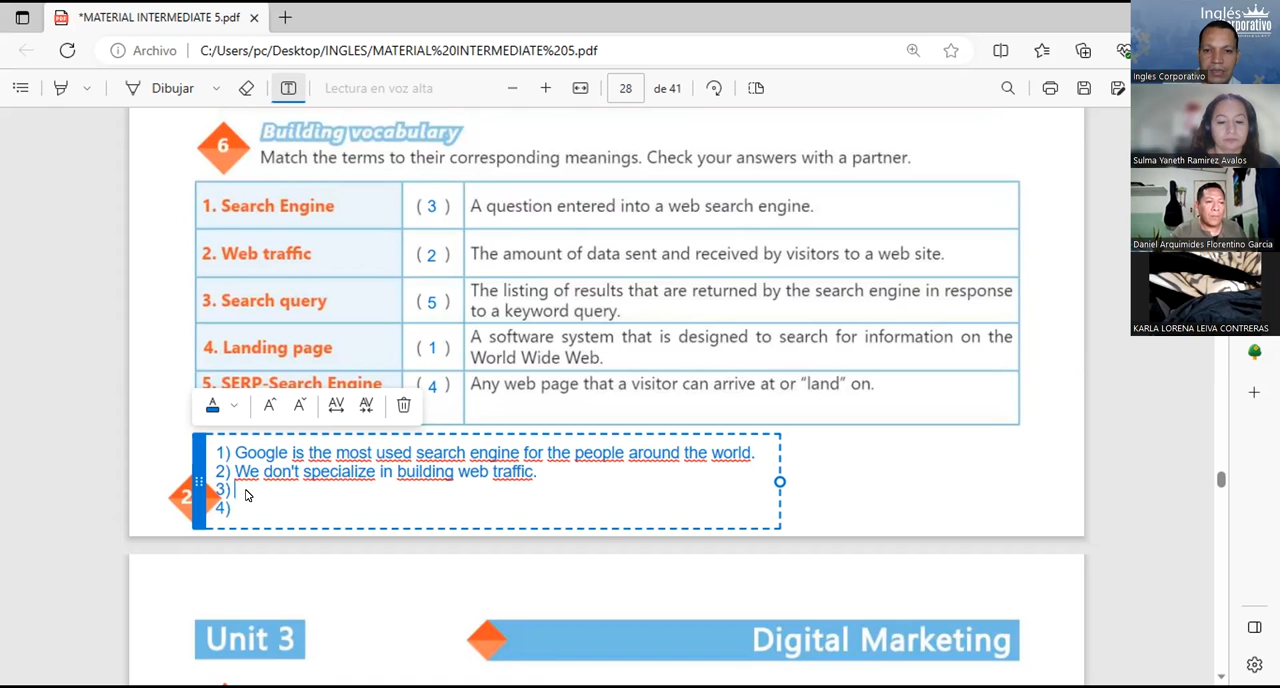 *MATERIAL INTERMEDIATE 5.pdf
Archivo
C:/Users/pc/Desktop/INGLES/MATERIAL%20INTERMEDIATE%205.pdf
Dibujar
Lectura en voz alta
28
de 41
6
Building vocabulary
Match the terms to their corresponding meanings. Check your answers with a partner.
1. Search Engine
( 3 )
A question entered into a web search engine.
2. Web traffic
( 2 )
The amount of data sent and received by visitors to a web site.
3. Search query
( 5 )
The listing of results that are returned by the search engine in response
to a keyword query.
4. Landing page
( 1 )
A software system that is designed to search for information on the
World Wide Web.
5. SERP-Search Engine
( 4 )
Any web page that a visitor can arrive at or “land” on.
1) Google is the most used search engine for the people around the world.
2) We don't specialize in building web traffic.
3)
4)
2
Unit 3
Digital Marketing
Inglés
Corporativo
Ingles Corporativo
Sulma Yaneth Ramirez Avalos
Daniel Arquimides Florentino Garcia
KARLA LORENA LEIVA CONTRERAS